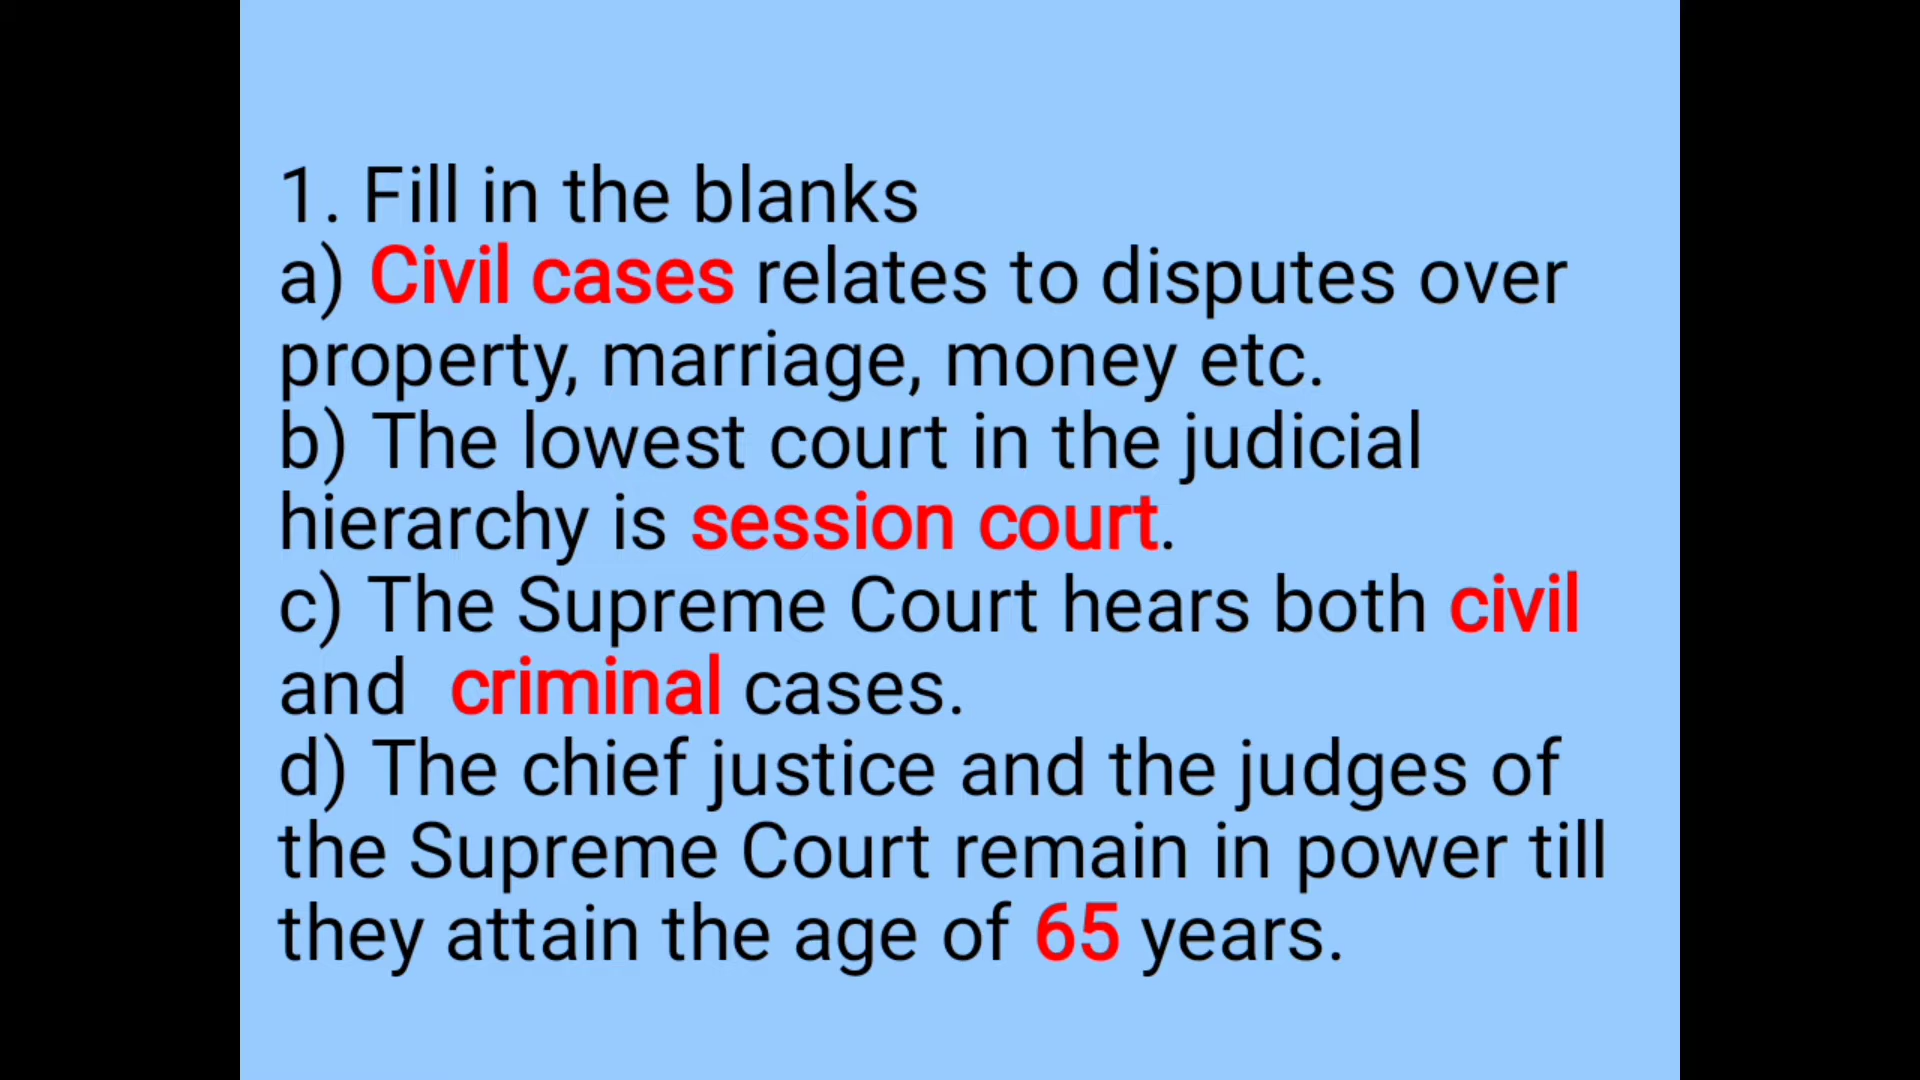 1. Fill in the blanks
a) Civil cases relates to disputes over
property, marriage, money etc.
b) The lowest court in the judicial
hierarchy is session court.
c) The Supreme Court hears both civil
and  criminal cases.
d) The chief justice and the judges of
the Supreme Court remain in power till
they attain the age of 65 years.